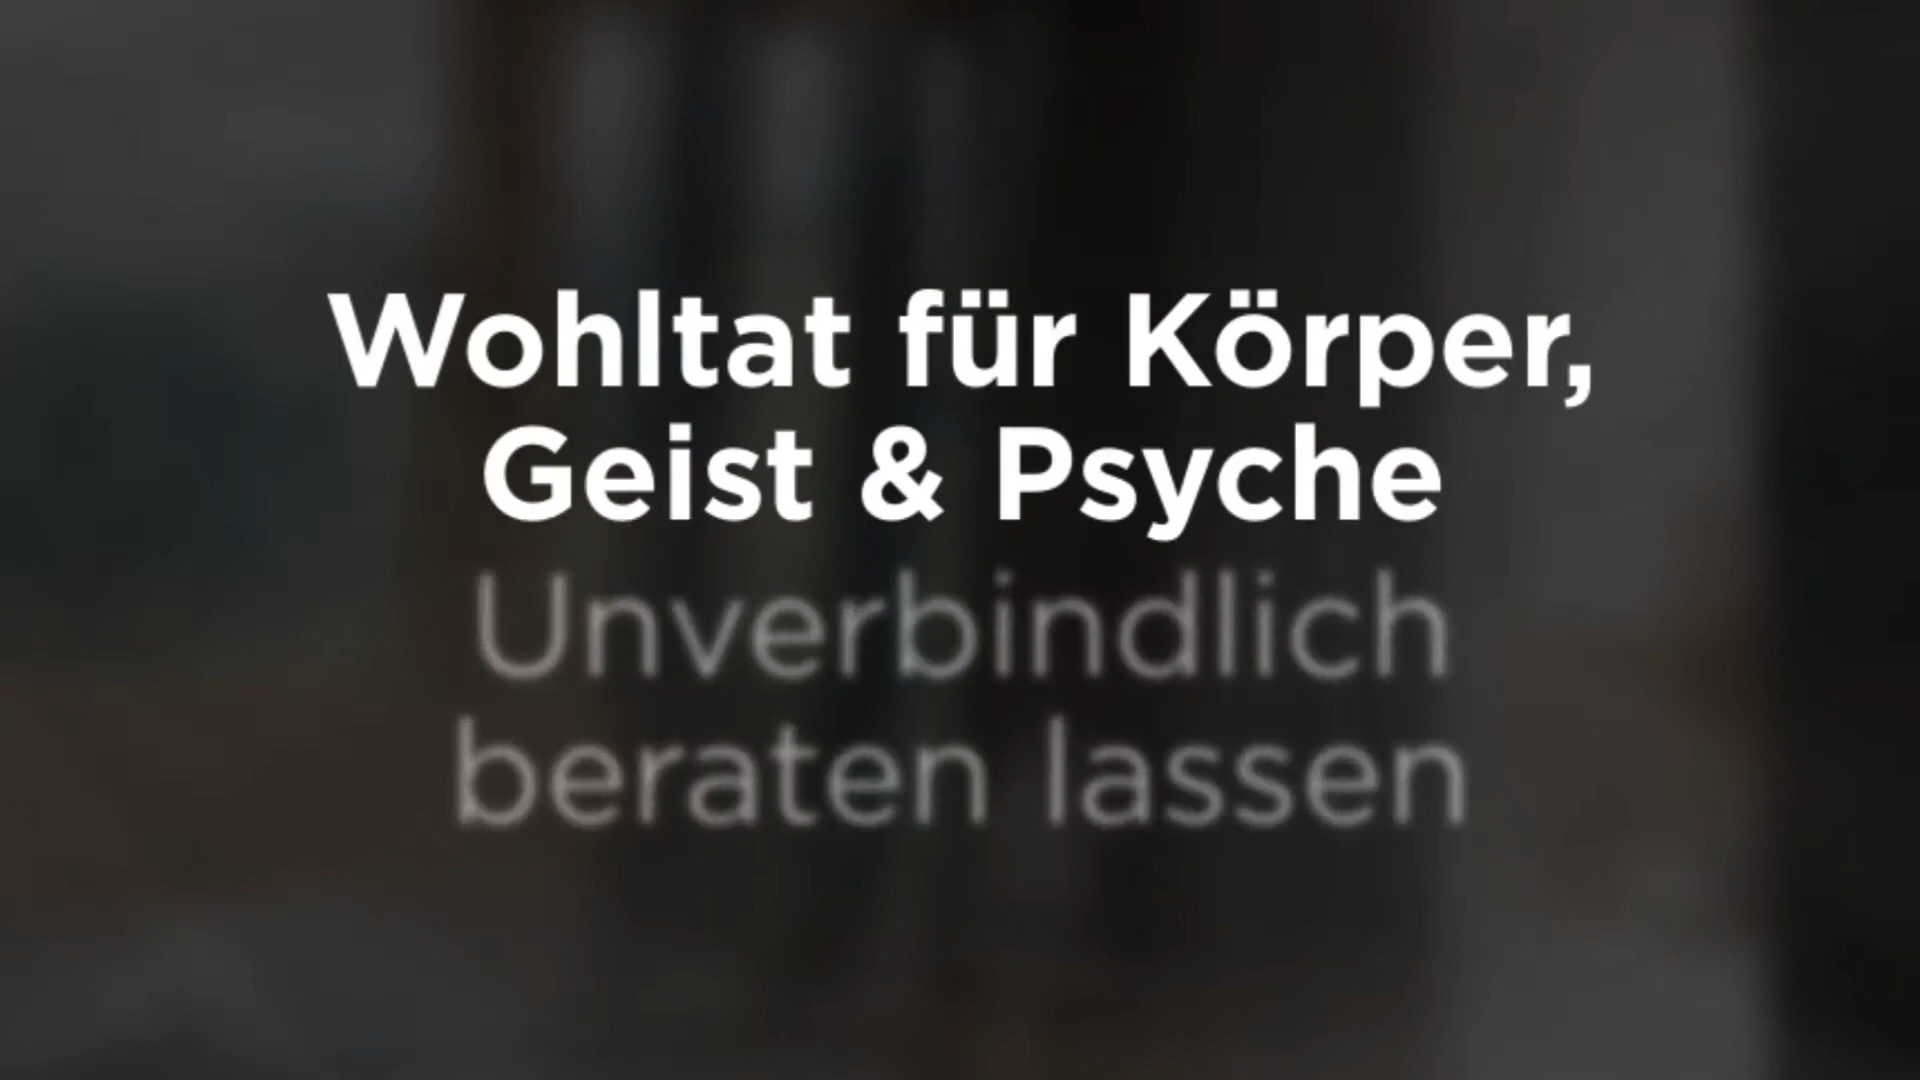 Wohltat für Körper,
Geist & Psyche
Unverbindlich
beraten lassen